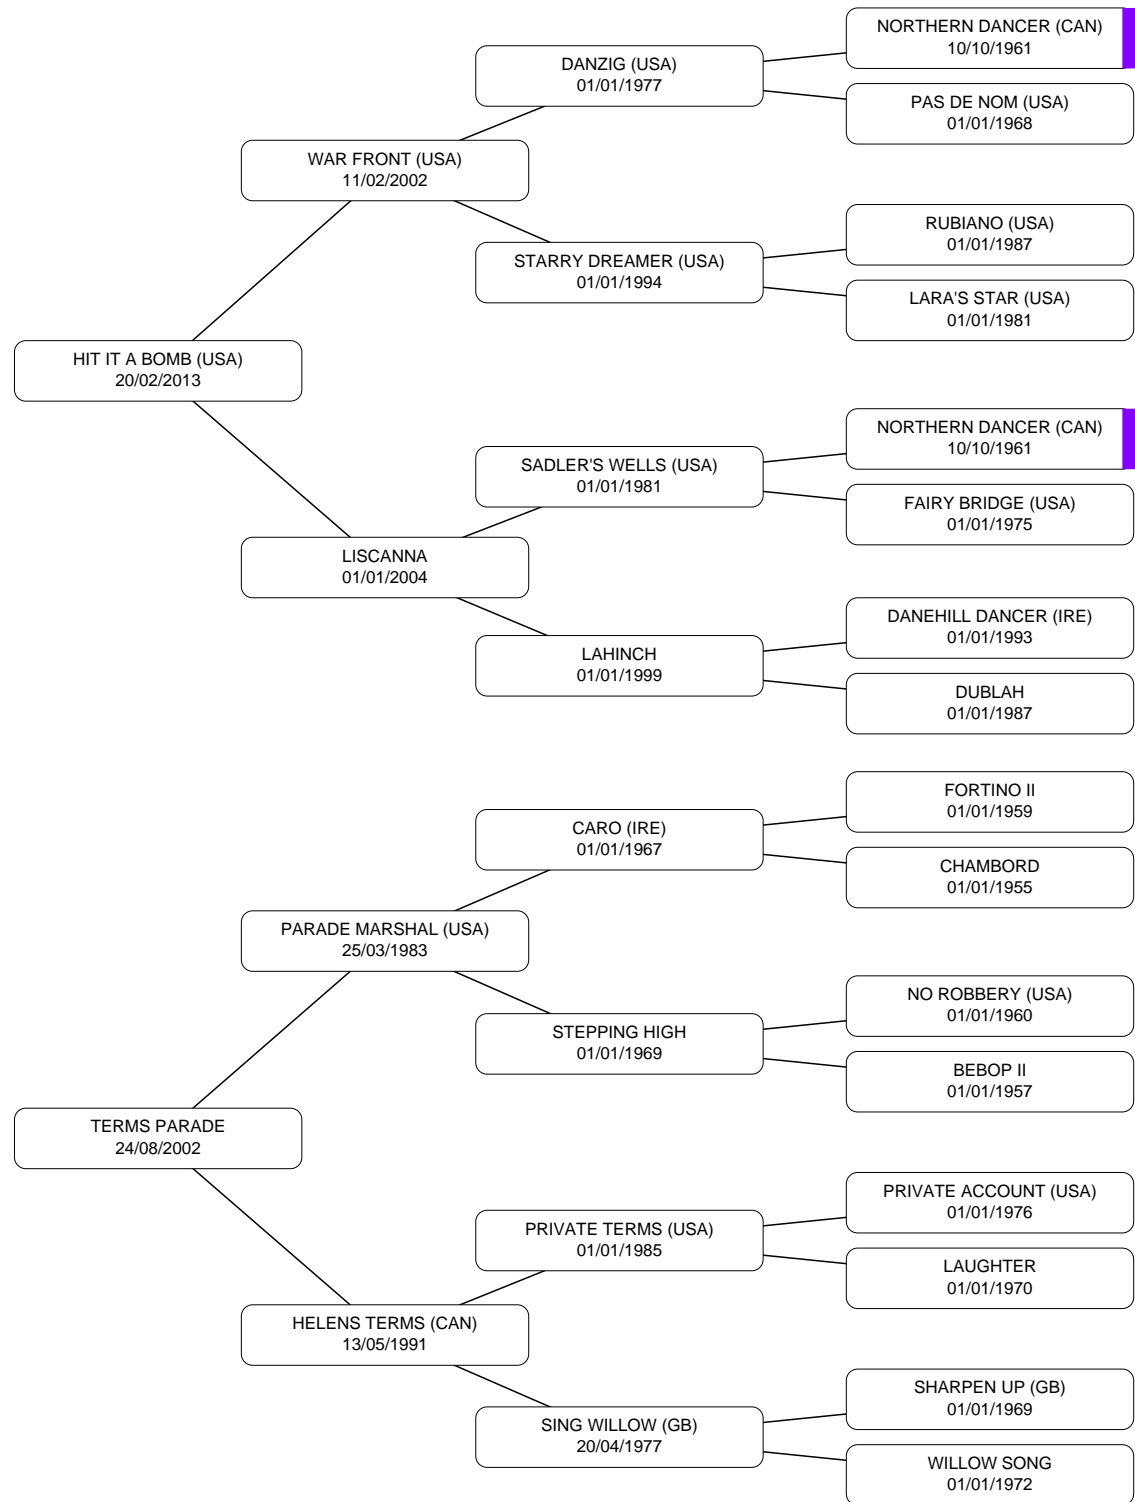 NORTHERN DANCER (CAN)
10/10/1961
DANZIG (USA)
01/01/1977
PAS DE NOM (USA)
01/01/1968
WAR FRONT (USA)
11/02/2002
RUBIANO (USA)
01/01/1987
STARRY DREAMER (USA)
01/01/1994
LARA'S STAR (USA)
01/01/1981
HIT IT A BOMB (USA)
20/02/2013
NORTHERN DANCER (CAN)
10/10/1961
SADLER'S WELLS (USA)
01/01/1981
FAIRY BRIDGE (USA)
01/01/1975
LISCANNA
01/01/2004
DANEHILL DANCER (IRE)
01/01/1993
LAHINCH
01/01/1999
DUBLAH
01/01/1987
FORTINO II
01/01/1959
CARO (IRE)
01/01/1967
CHAMBORD
01/01/1955
PARADE MARSHAL (USA)
25/03/1983
NO ROBBERY (USA)
01/01/1960
STEPPING HIGH
01/01/1969
BEBOP II
01/01/1957
TERMS PARADE
24/08/2002
PRIVATE ACCOUNT (USA)
01/01/1976
PRIVATE TERMS (USA)
01/01/1985
LAUGHTER
01/01/1970
HELENS TERMS (CAN)
13/05/1991
SHARPEN UP (GB)
01/01/1969
SING WILLOW (GB)
20/04/1977
WILLOW SONG
01/01/1972